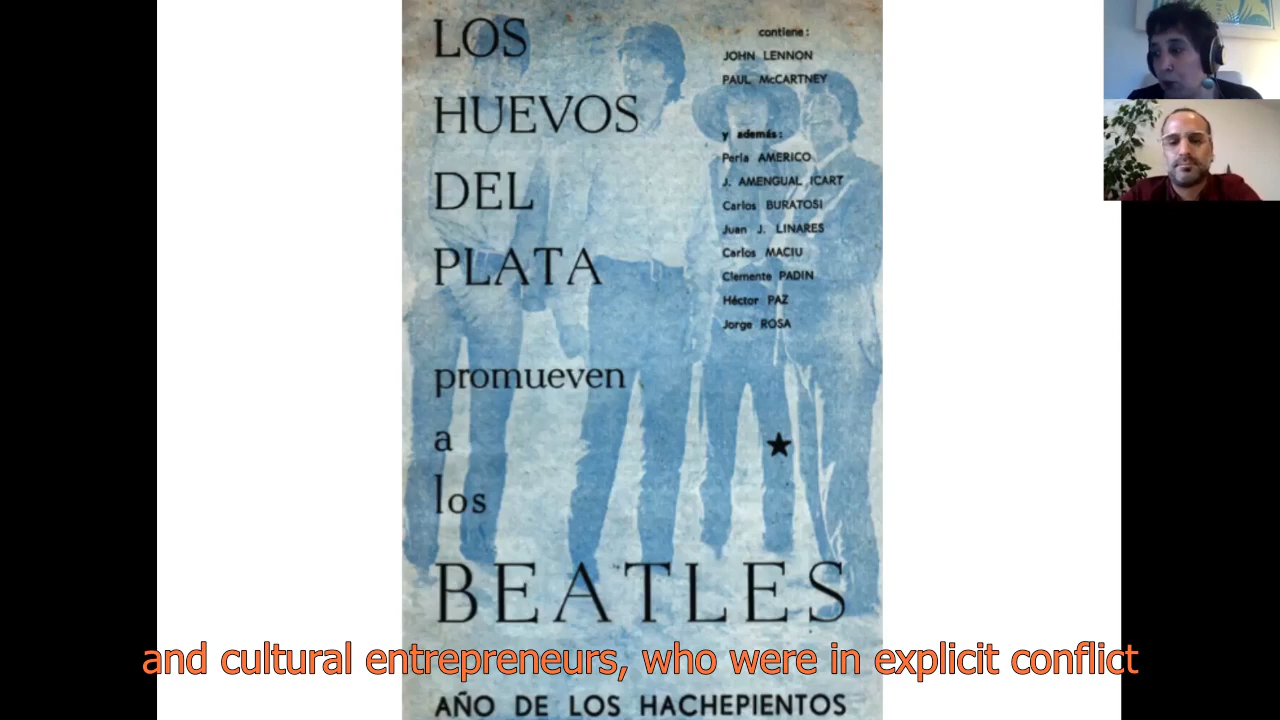 LOS
HUEVOS
DEL
PLATA
promueven
a
los
BEATLES
contiene:
JOHN LENNON
PAUL McCARTNEY
y además:
Perla AMERICO
J. AMENGUAL ICART
Carlos BURATOSI
Juan J. LINARES
Carlos MACIU
Clemente PADIN
Héctor PAZ
Jorge ROSA
and cultural entrepreneurs, who were in explicit conflict
AÑO DE LOS HACHEPIENTOS